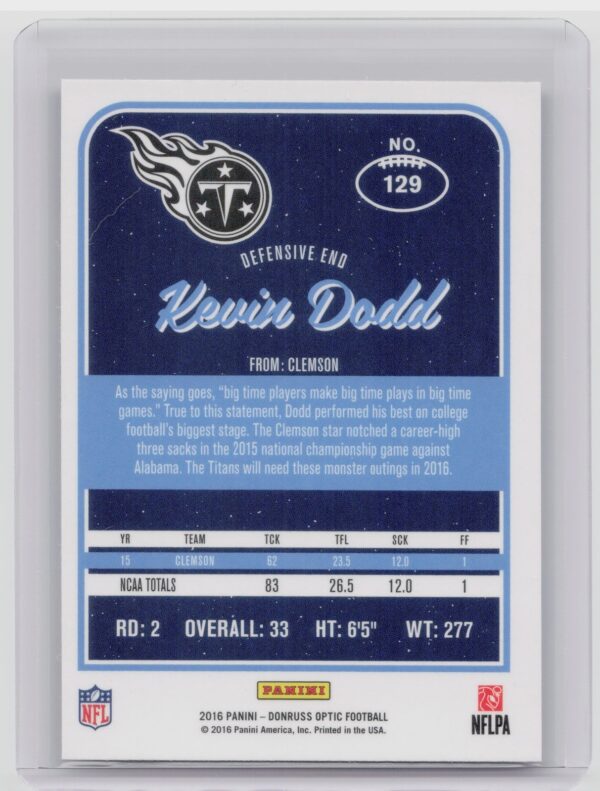 NO.
129
DEFENSIVE END
Kevin Dodd
FROM: CLEMSON
As the saying goes, “big time players make big time plays in big time
games.” True to this statement, Dodd performed his best on college
football’s biggest stage. The Clemson star notched a career-high
three sacks in the 2015 national championship game against
Alabama. The Titans will need these monster outings in 2016.
YR TEAM TCK TFL SCK FF
15 CLEMSON 62 23.5 12.0 1
NCAA TOTALS 83 26.5 12.0 1
RD: 2 OVERALL: 33 HT: 6'5" WT: 277
PANINI
NFL
2016 PANINI – DONRUSS OPTIC FOOTBALL
© 2016 Panini America, Inc. Printed in the USA.
NFLPA